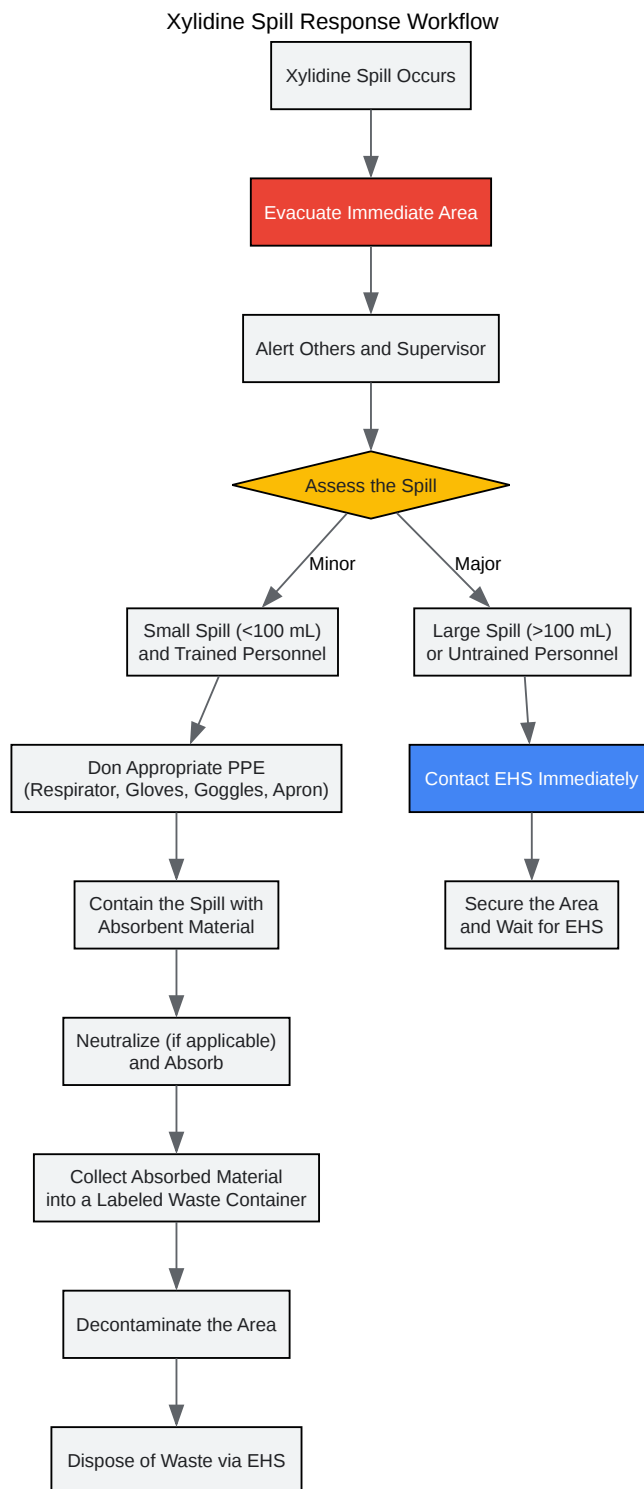 Xylidine Spill Response Workflow
Xylidine Spill Occurs
Evacuate Immediate Area
Alert Others and Supervisor
Assess the Spill
Minor
Major
Small Spill (<100 mL)
and Trained Personnel
Large Spill (>100 mL)
or Untrained Personnel
Don Appropriate PPE
(Respirator, Gloves, Goggles, Apron)
Contact EHS Immediately
Contain the Spill with
Absorbent Material
Secure the Area
and Wait for EHS
Neutralize (if applicable)
and Absorb
Collect Absorbed Material
into a Labeled Waste Container
Decontaminate the Area
Dispose of Waste via EHS